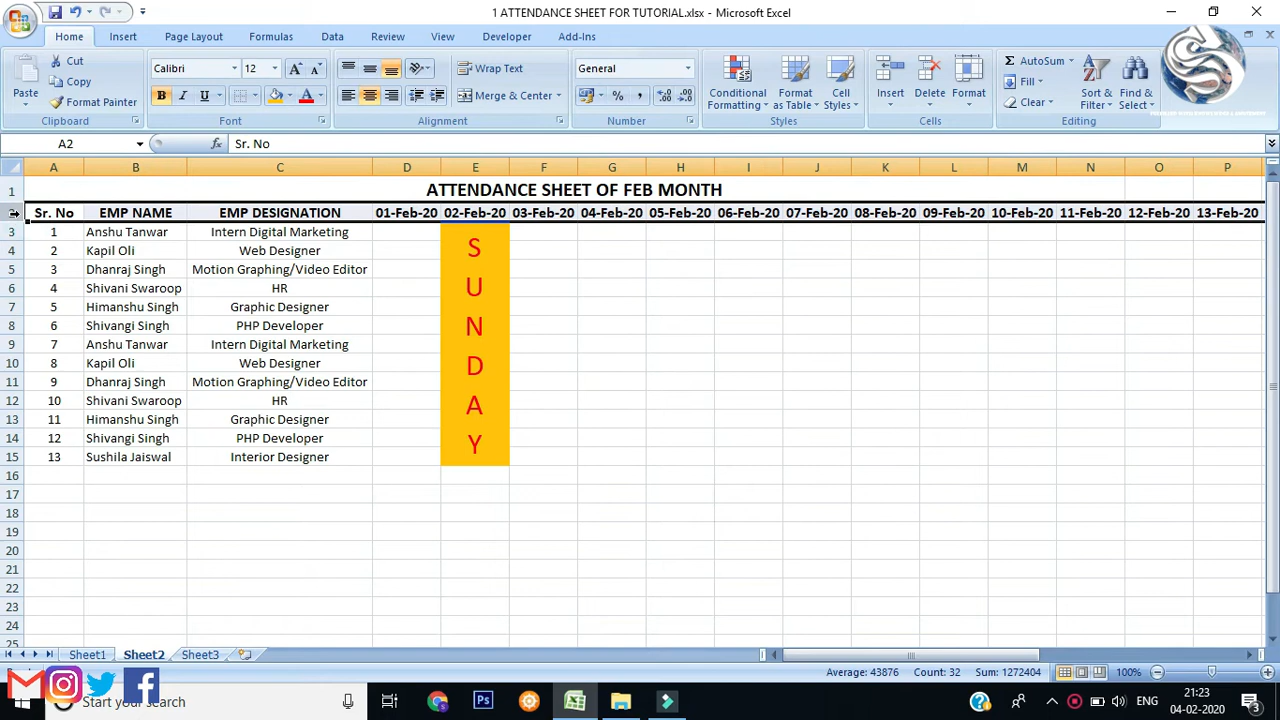 1 ATTENDANCE SHEET FOR TUTORIAL.xlsx - Microsoft Excel
Home Insert Page Layout Formulas Data Review View Developer Add-Ins
Paste Cut Copy Format Painter Clipboard
Calibri 12 B I U A A A Font
Wrap Text Merge & Center Alignment
General % , Number
Conditional Formatting Format as Table Cell Styles Styles
Insert Delete Format Cells
Σ AutoSum Fill Clear Sort & Filter Find & Select Editing
A2 fx Sr. No
A B C D E F G H I J K L M N O P
1 ATTENDANCE SHEET OF FEB MONTH
Sr. No EMP NAME EMP DESIGNATION 01-Feb-20 02-Feb-20 03-Feb-20 04-Feb-20 05-Feb-20 06-Feb-20 07-Feb-20 08-Feb-20 09-Feb-20 10-Feb-20 11-Feb-20 12-Feb-20 13-Feb-20
3 1 Anshu Tanwar Intern Digital Marketing
4 2 Kapil Oli Web Designer
5 3 Dhanraj Singh Motion Graphing/Video Editor
6 4 Shivani Swaroop HR
7 5 Himanshu Singh Graphic Designer
8 6 Shivangi Singh PHP Developer
9 7 Anshu Tanwar Intern Digital Marketing
10 8 Kapil Oli Web Designer
11 9 Dhanraj Singh Motion Graphing/Video Editor
12 10 Shivani Swaroop HR
13 11 Himanshu Singh Graphic Designer
14 12 Shivangi Singh PHP Developer
15 13 Sushila Jaiswal Interior Designer
S
U
N
D
A
Y
16
17
18
19
20
21
22
23
24
25
Sheet1 Sheet2 Sheet3
Average: 43876 Count: 32 Sum: 1272404 100%
Start your search here
ENG 21:23
04-02-2020 3